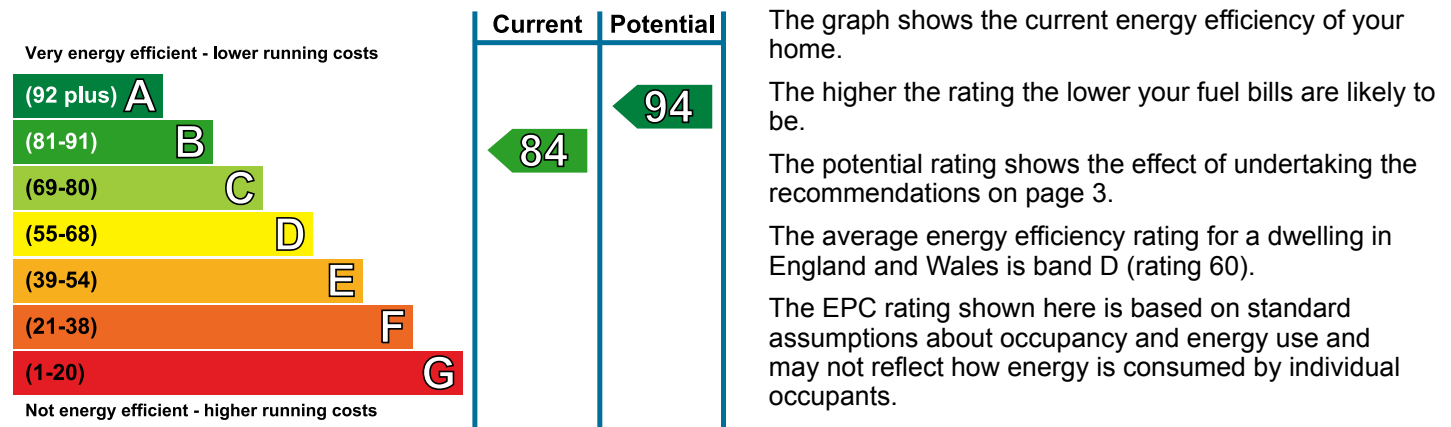 Current Potential
Very energy efficient - lower running costs
(92 plus) A
94
(81-91) B
84
(69-80) C
(55-68) D
(39-54) E
(21-38) F
(1-20) G
Not energy efficient - higher running costs
The graph shows the current energy efficiency of your
home.
The higher the rating the lower your fuel bills are likely to
be.
The potential rating shows the effect of undertaking the
recommendations on page 3.
The average energy efficiency rating for a dwelling in
England and Wales is band D (rating 60).
The EPC rating shown here is based on standard
assumptions about occupancy and energy use and
may not reflect how energy is consumed by individual
occupants.